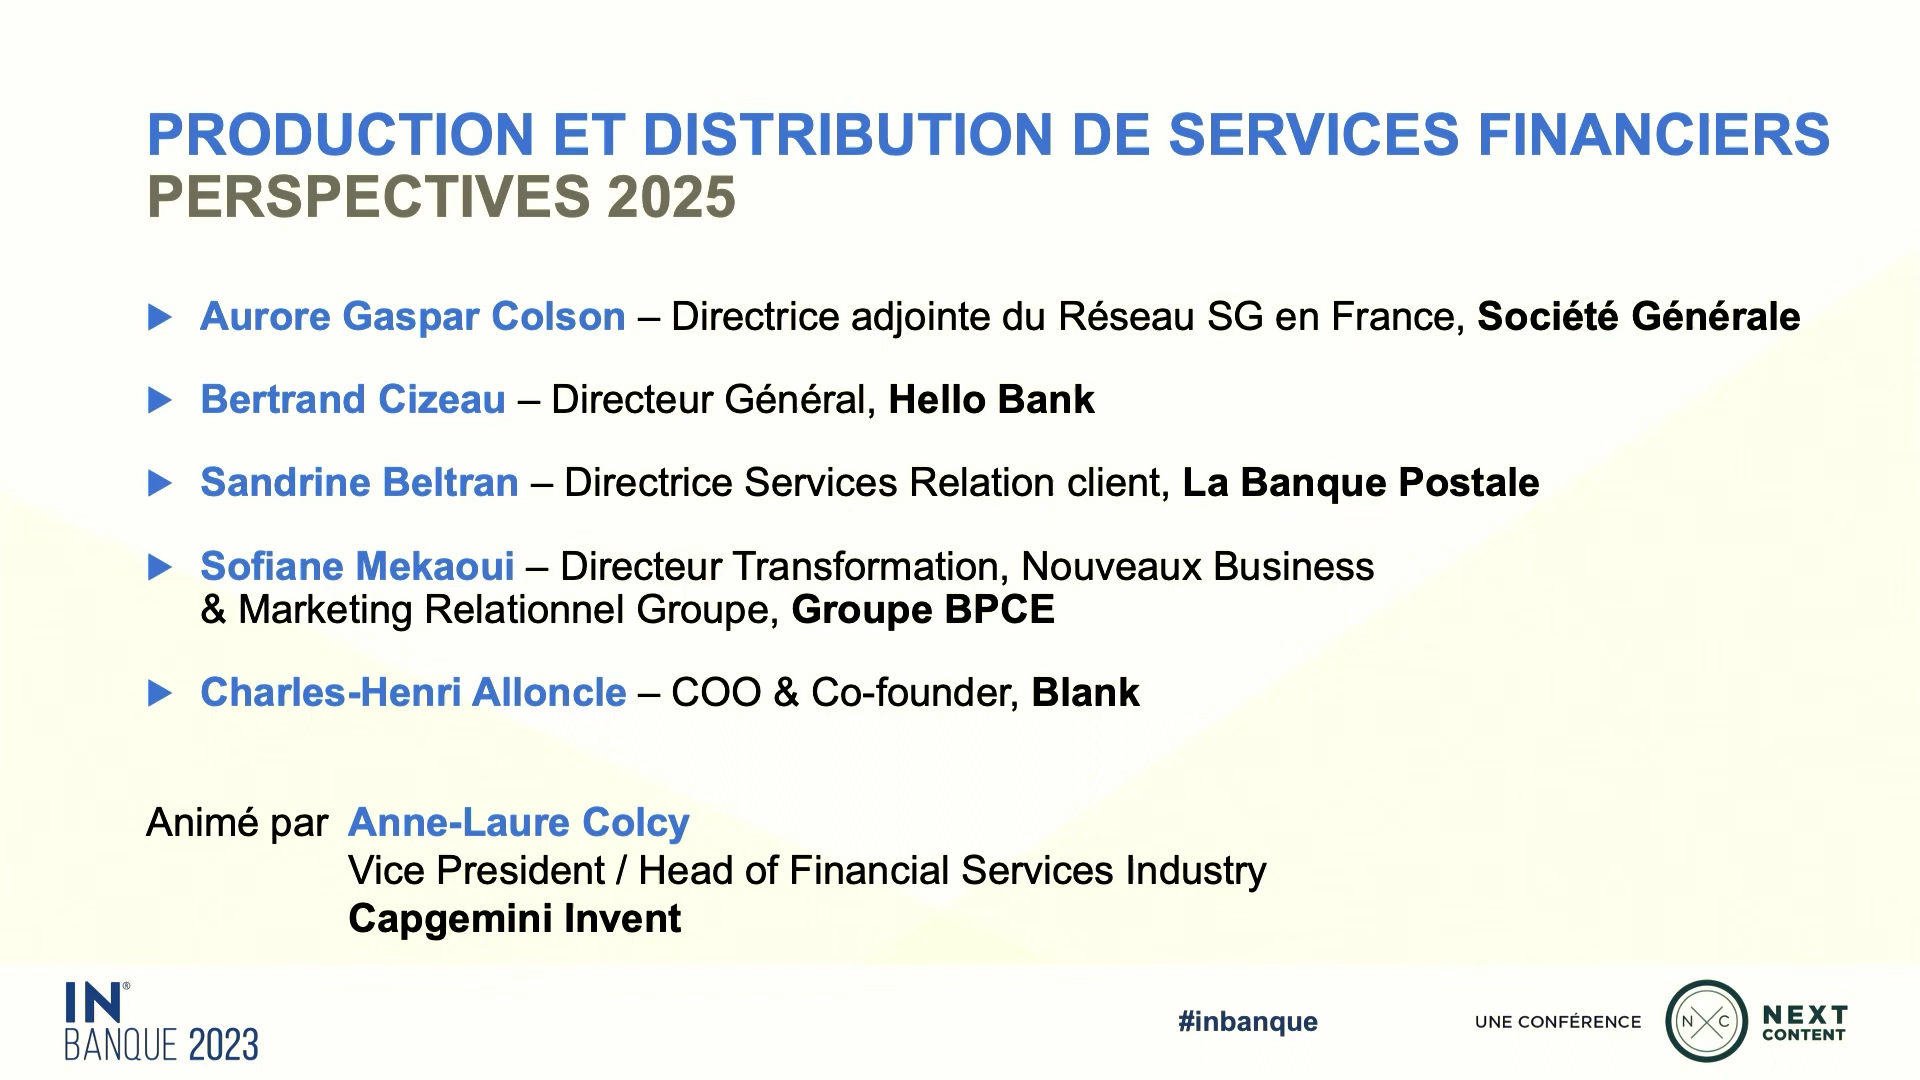 PRODUCTION ET DISTRIBUTION DE SERVICES FINANCIERS
PERSPECTIVES 2025
Aurore Gaspar Colson – Directrice adjointe du Réseau SG en France, Société Générale
Bertrand Cizeau – Directeur Général, Hello Bank
Sandrine Beltran – Directrice Services Relation client, La Banque Postale
Sofiane Mekaoui – Directeur Transformation, Nouveaux Business
& Marketing Relationnel Groupe, Groupe BPCE
Charles-Henri Alloncle – COO & Co-founder, Blank
Animé par Anne-Laure Colcy
Vice President / Head of Financial Services Industry
Capgemini Invent
IN®
BANQUE 2023
#inbanque
UNE CONFÉRENCE
N C
NEXT
CONTENT